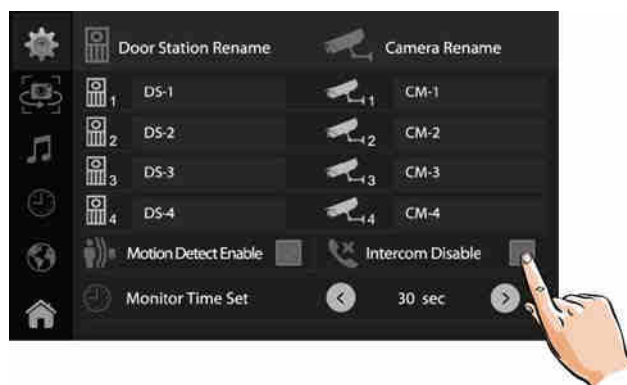 Door Station Rename Camera Rename
1 DS-1 1 CM-1
2 DS-2 2 CM-2
3 DS-3 3 CM-3
4 DS-4 4 CM-4
Motion Detect Enable Intercom Disable
Monitor Time Set < 30 sec >